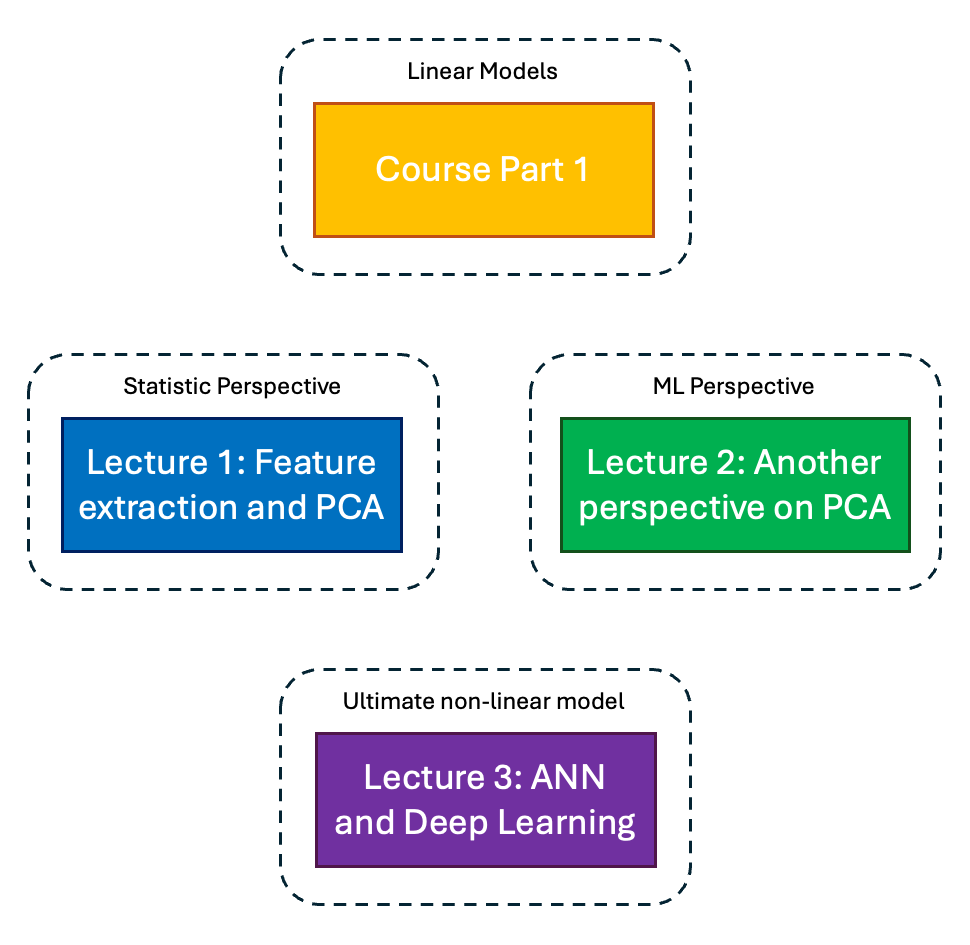 Linear Models
Course Part 1
Statistic Perspective
Lecture 1: Feature
extraction and PCA
ML Perspective
Lecture 2: Another
perspective on PCA
Ultimate non-linear model
Lecture 3: ANN
and Deep Learning